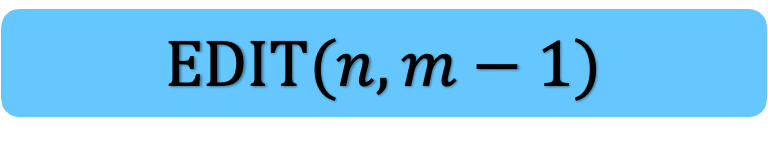 EDIT(n, m − 1)